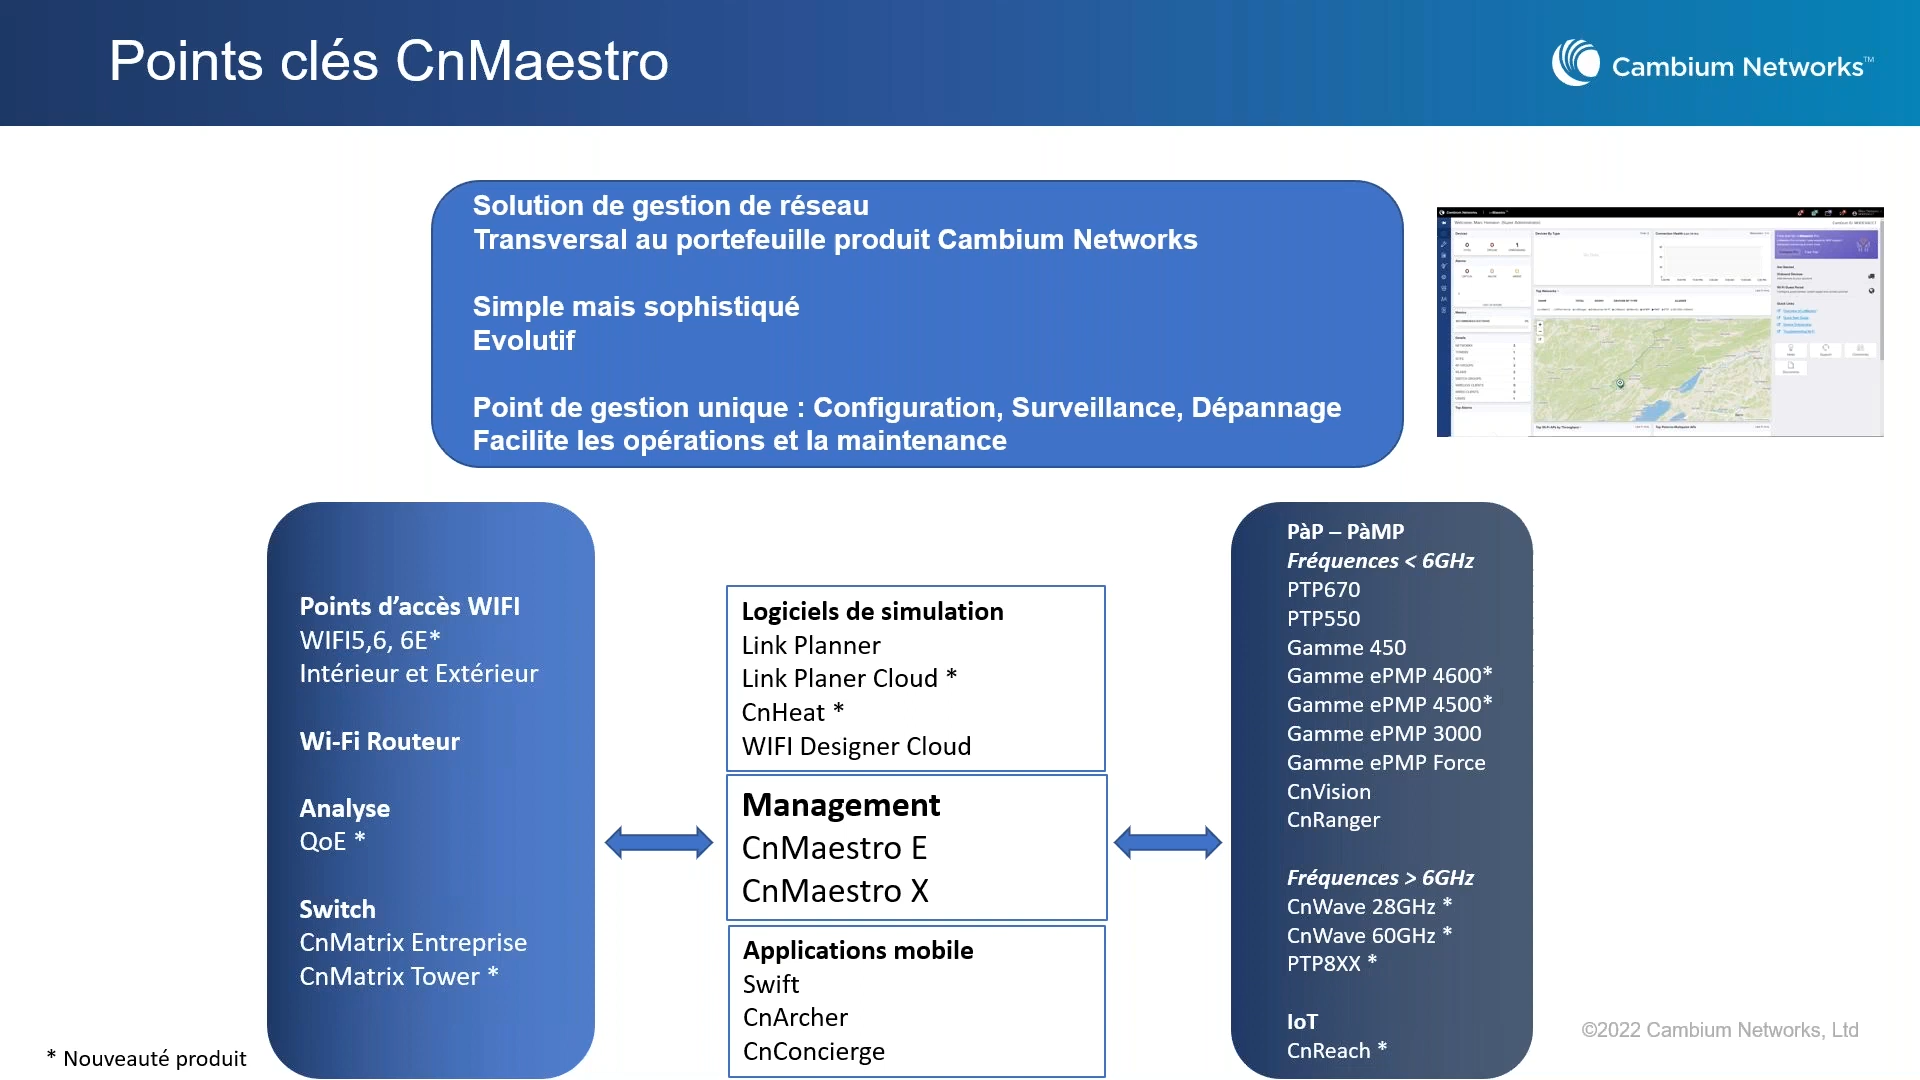 Points clés CnMaestro
Cambium Networks™
Solution de gestion de réseau
Transversal au portefeuille produit Cambium Networks
Simple mais sophistiqué
Evolutif
Point de gestion unique : Configuration, Surveillance, Dépannage
Facilite les opérations et la maintenance
Points d’accès WIFI
WIFI5,6, 6E*
Intérieur et Extérieur
Wi-Fi Routeur
Analyse
QoE *
Switch
CnMatrix Entreprise
CnMatrix Tower *
Logiciels de simulation
Link Planner
Link Planer Cloud *
CnHeat *
WIFI Designer Cloud
Management
CnMaestro E
CnMaestro X
Applications mobile
Swift
CnArcher
CnConcierge
PàP – PàMP
Fréquences < 6GHz
PTP670
PTP550
Gamme 450
Gamme ePMP 4600*
Gamme ePMP 4500*
Gamme ePMP 3000
Gamme ePMP Force
CnVision
CnRanger
Fréquences > 6GHz
CnWave 28GHz *
CnWave 60GHz *
PTP8XX *
IoT
CnReach *
©2022 Cambium Networks, Ltd
* Nouveauté produit